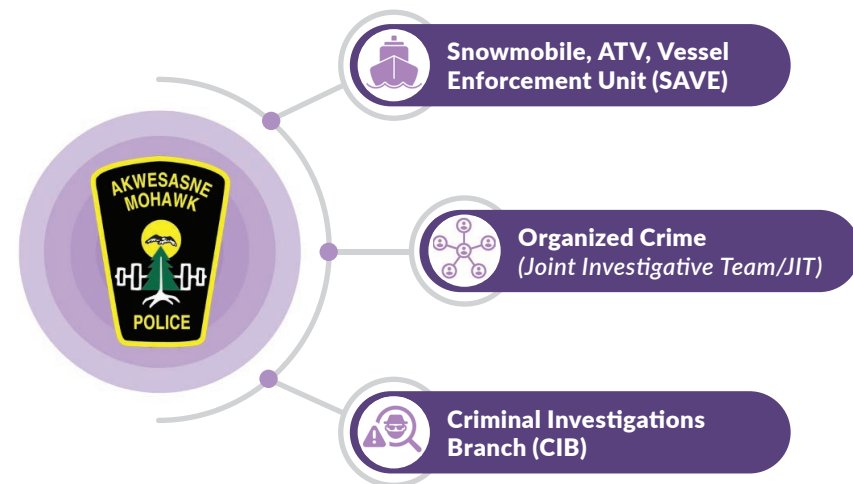 AKWESASNE
MOHAWK
POLICE
Snowmobile, ATV, Vessel
Enforcement Unit (SAVE)
Organized Crime
(Joint Investigative Team/JIT)
Criminal Investigations
Branch (CIB)